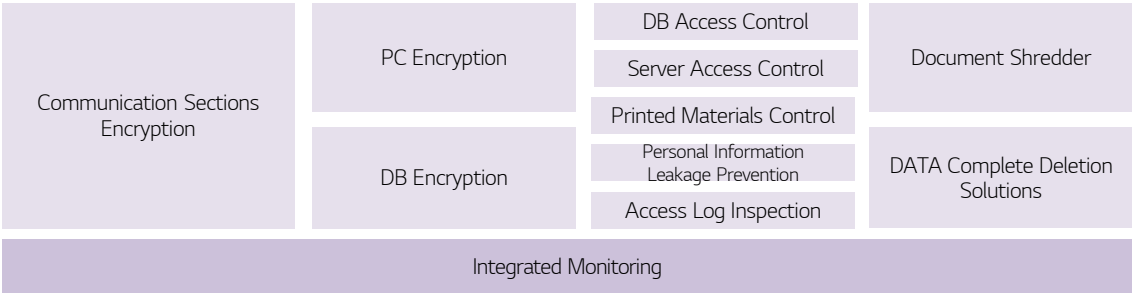 Communication Sections
Encryption
PC Encryption
DB Encryption
DB Access Control
Server Access Control
Printed Materials Control
Personal Information
Leakage Prevention
Access Log Inspection
Document Shredder
DATA Complete Deletion
Solutions
Integrated Monitoring